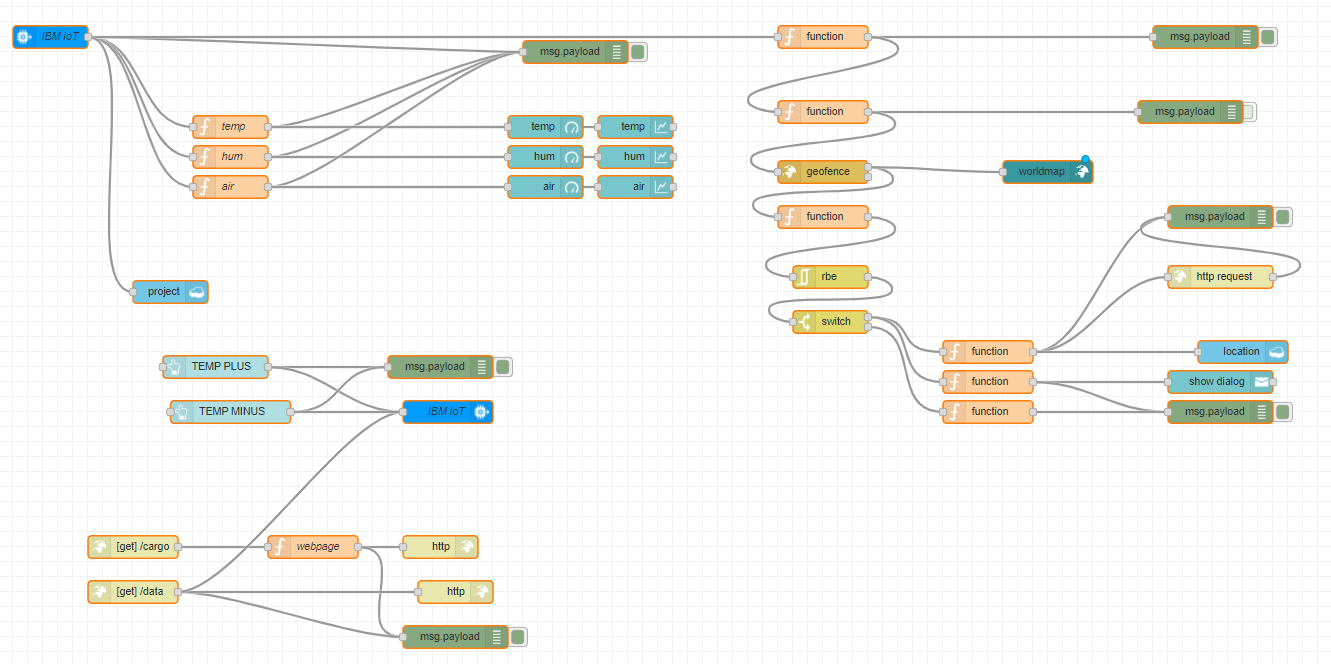 IBM IoT
function
msg.payload
msg.payload
function
msg.payload
temp
temp
temp
hum
hum
hum
geofence
worldmap
air
air
air
function
msg.payload
rbe
http request
project
switch
function
location
TEMP PLUS
msg.payload
function
show dialog
TEMP MINUS
IBM IoT
function
msg.payload
[get] /cargo
webpage
http
[get] /data
http
msg.payload